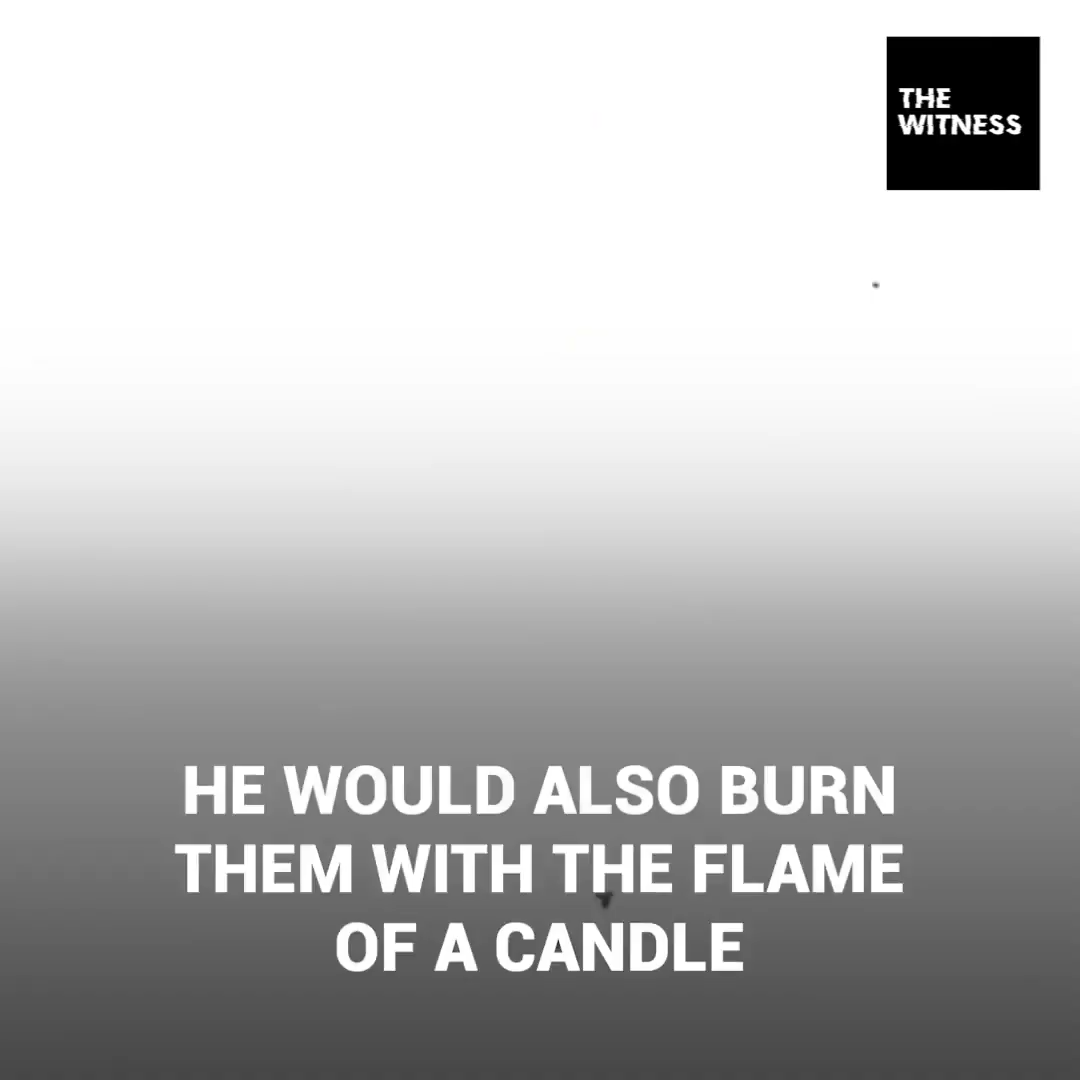 THE
WITNESS
HE WOULD ALSO BURN
THEM WITH THE FLAME
OF A CANDLE